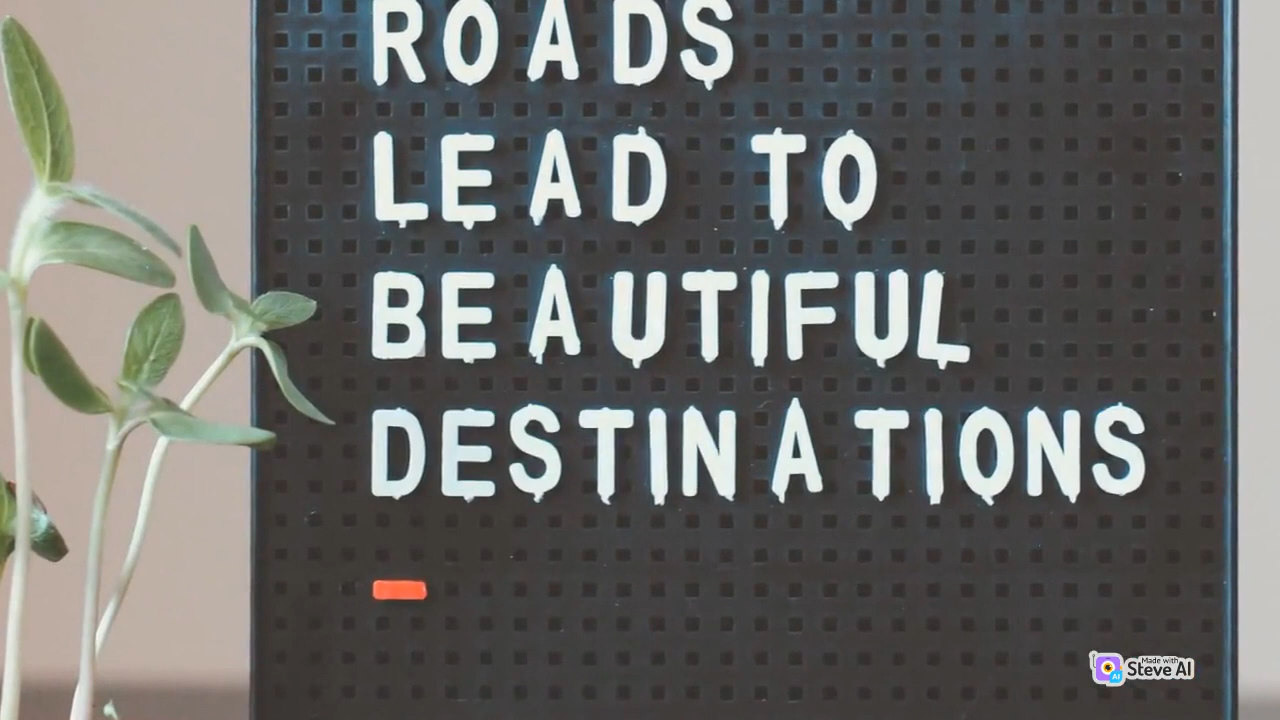 ROADS
LEAD TO
BEAUTIFUL
DESTINATIONS
-
Made with
Steve AI